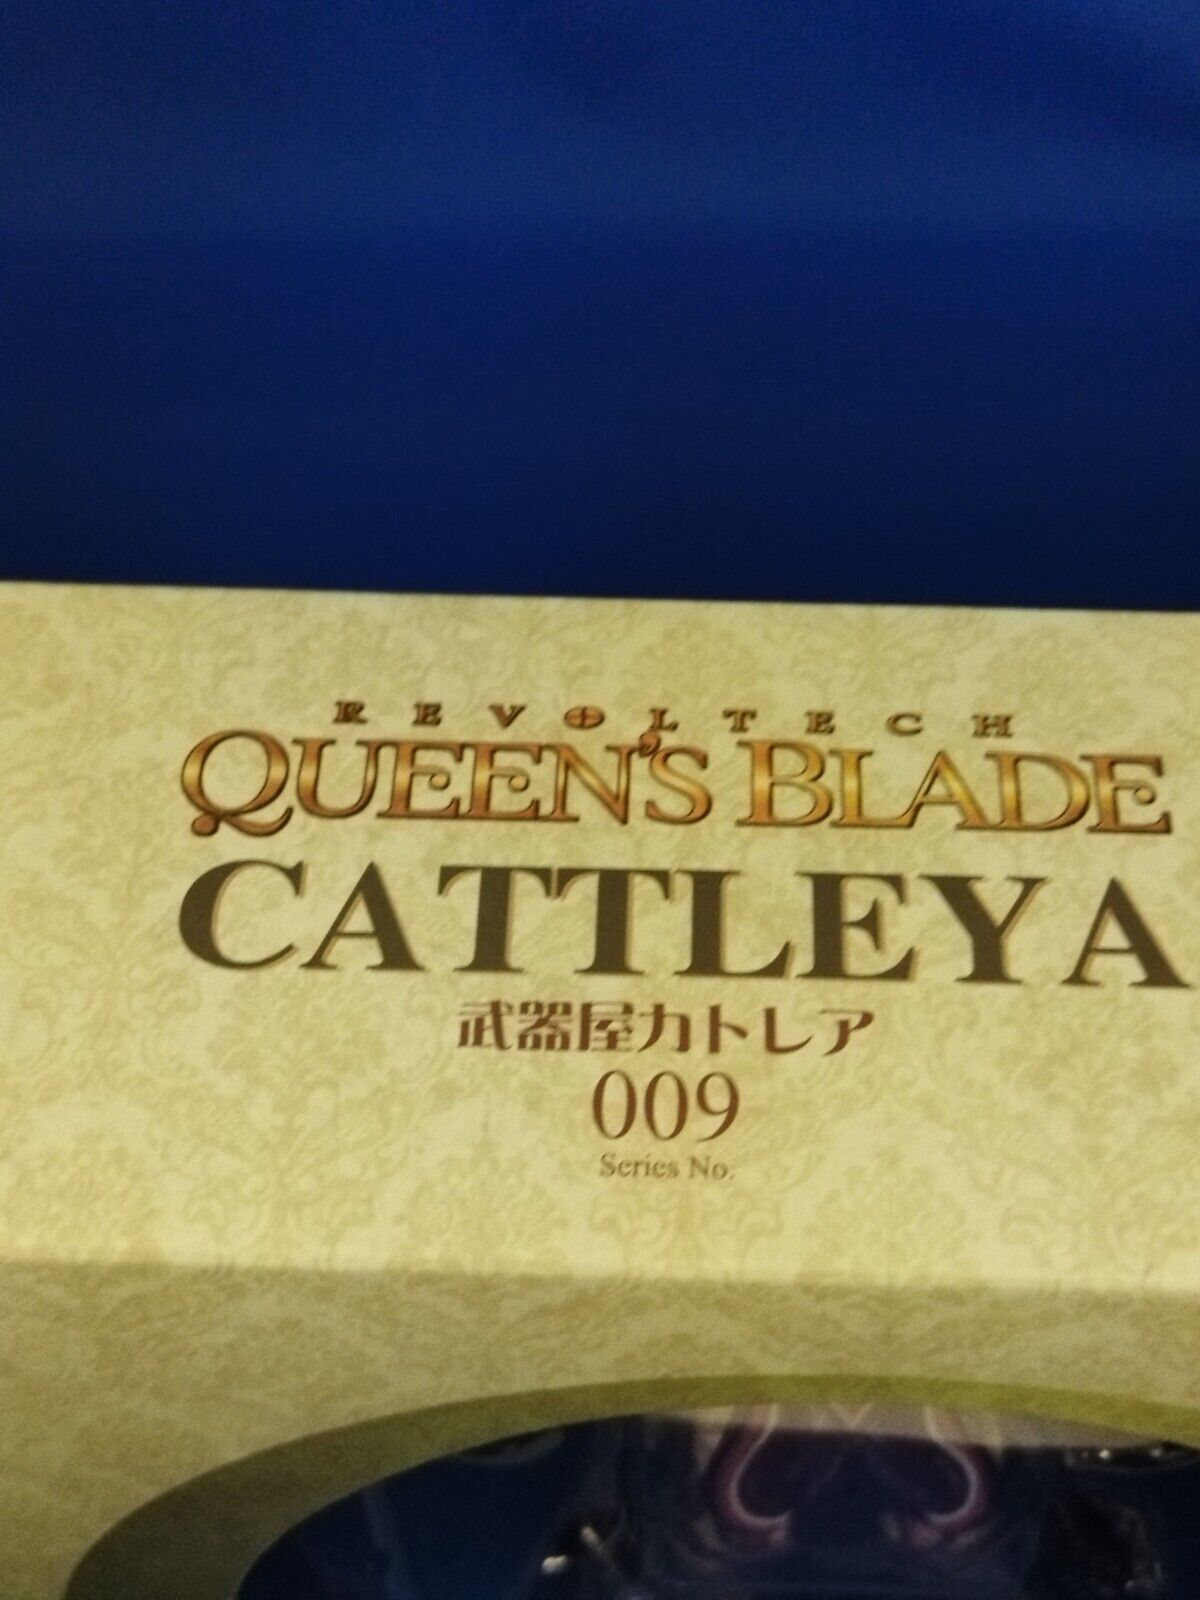 REVOLTECH
QUEEN'S BLADE
CATTLEYA
武器屋カトレア
009
Series No.